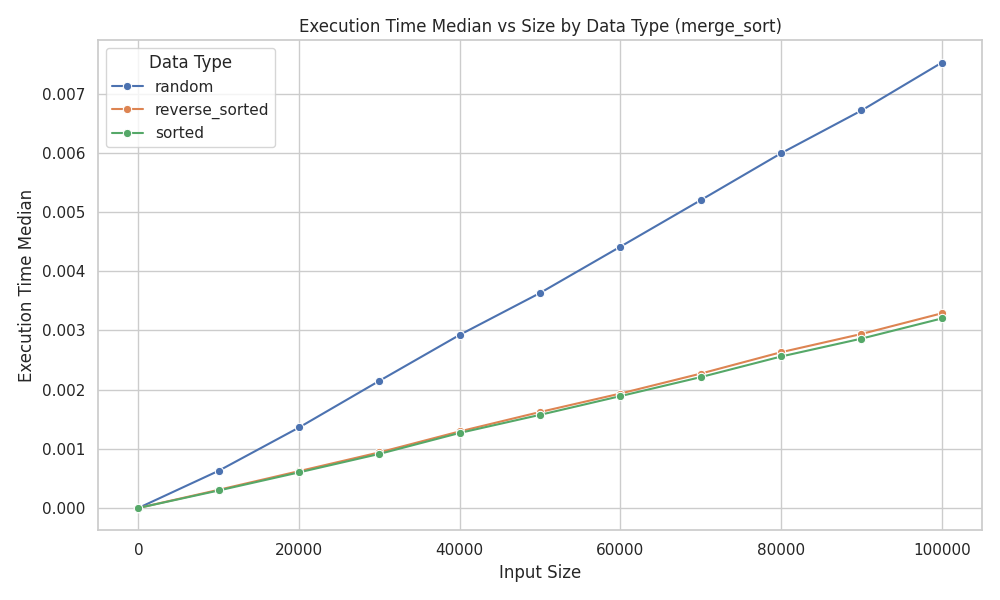 Execution Time Median vs Size by Data Type (merge_sort)
Data Type
random
reverse_sorted
sorted
Execution Time Median
0.007
0.006
0.005
0.004
0.003
0.002
0.001
0.000
0 20000 40000 60000 80000 100000
Input Size